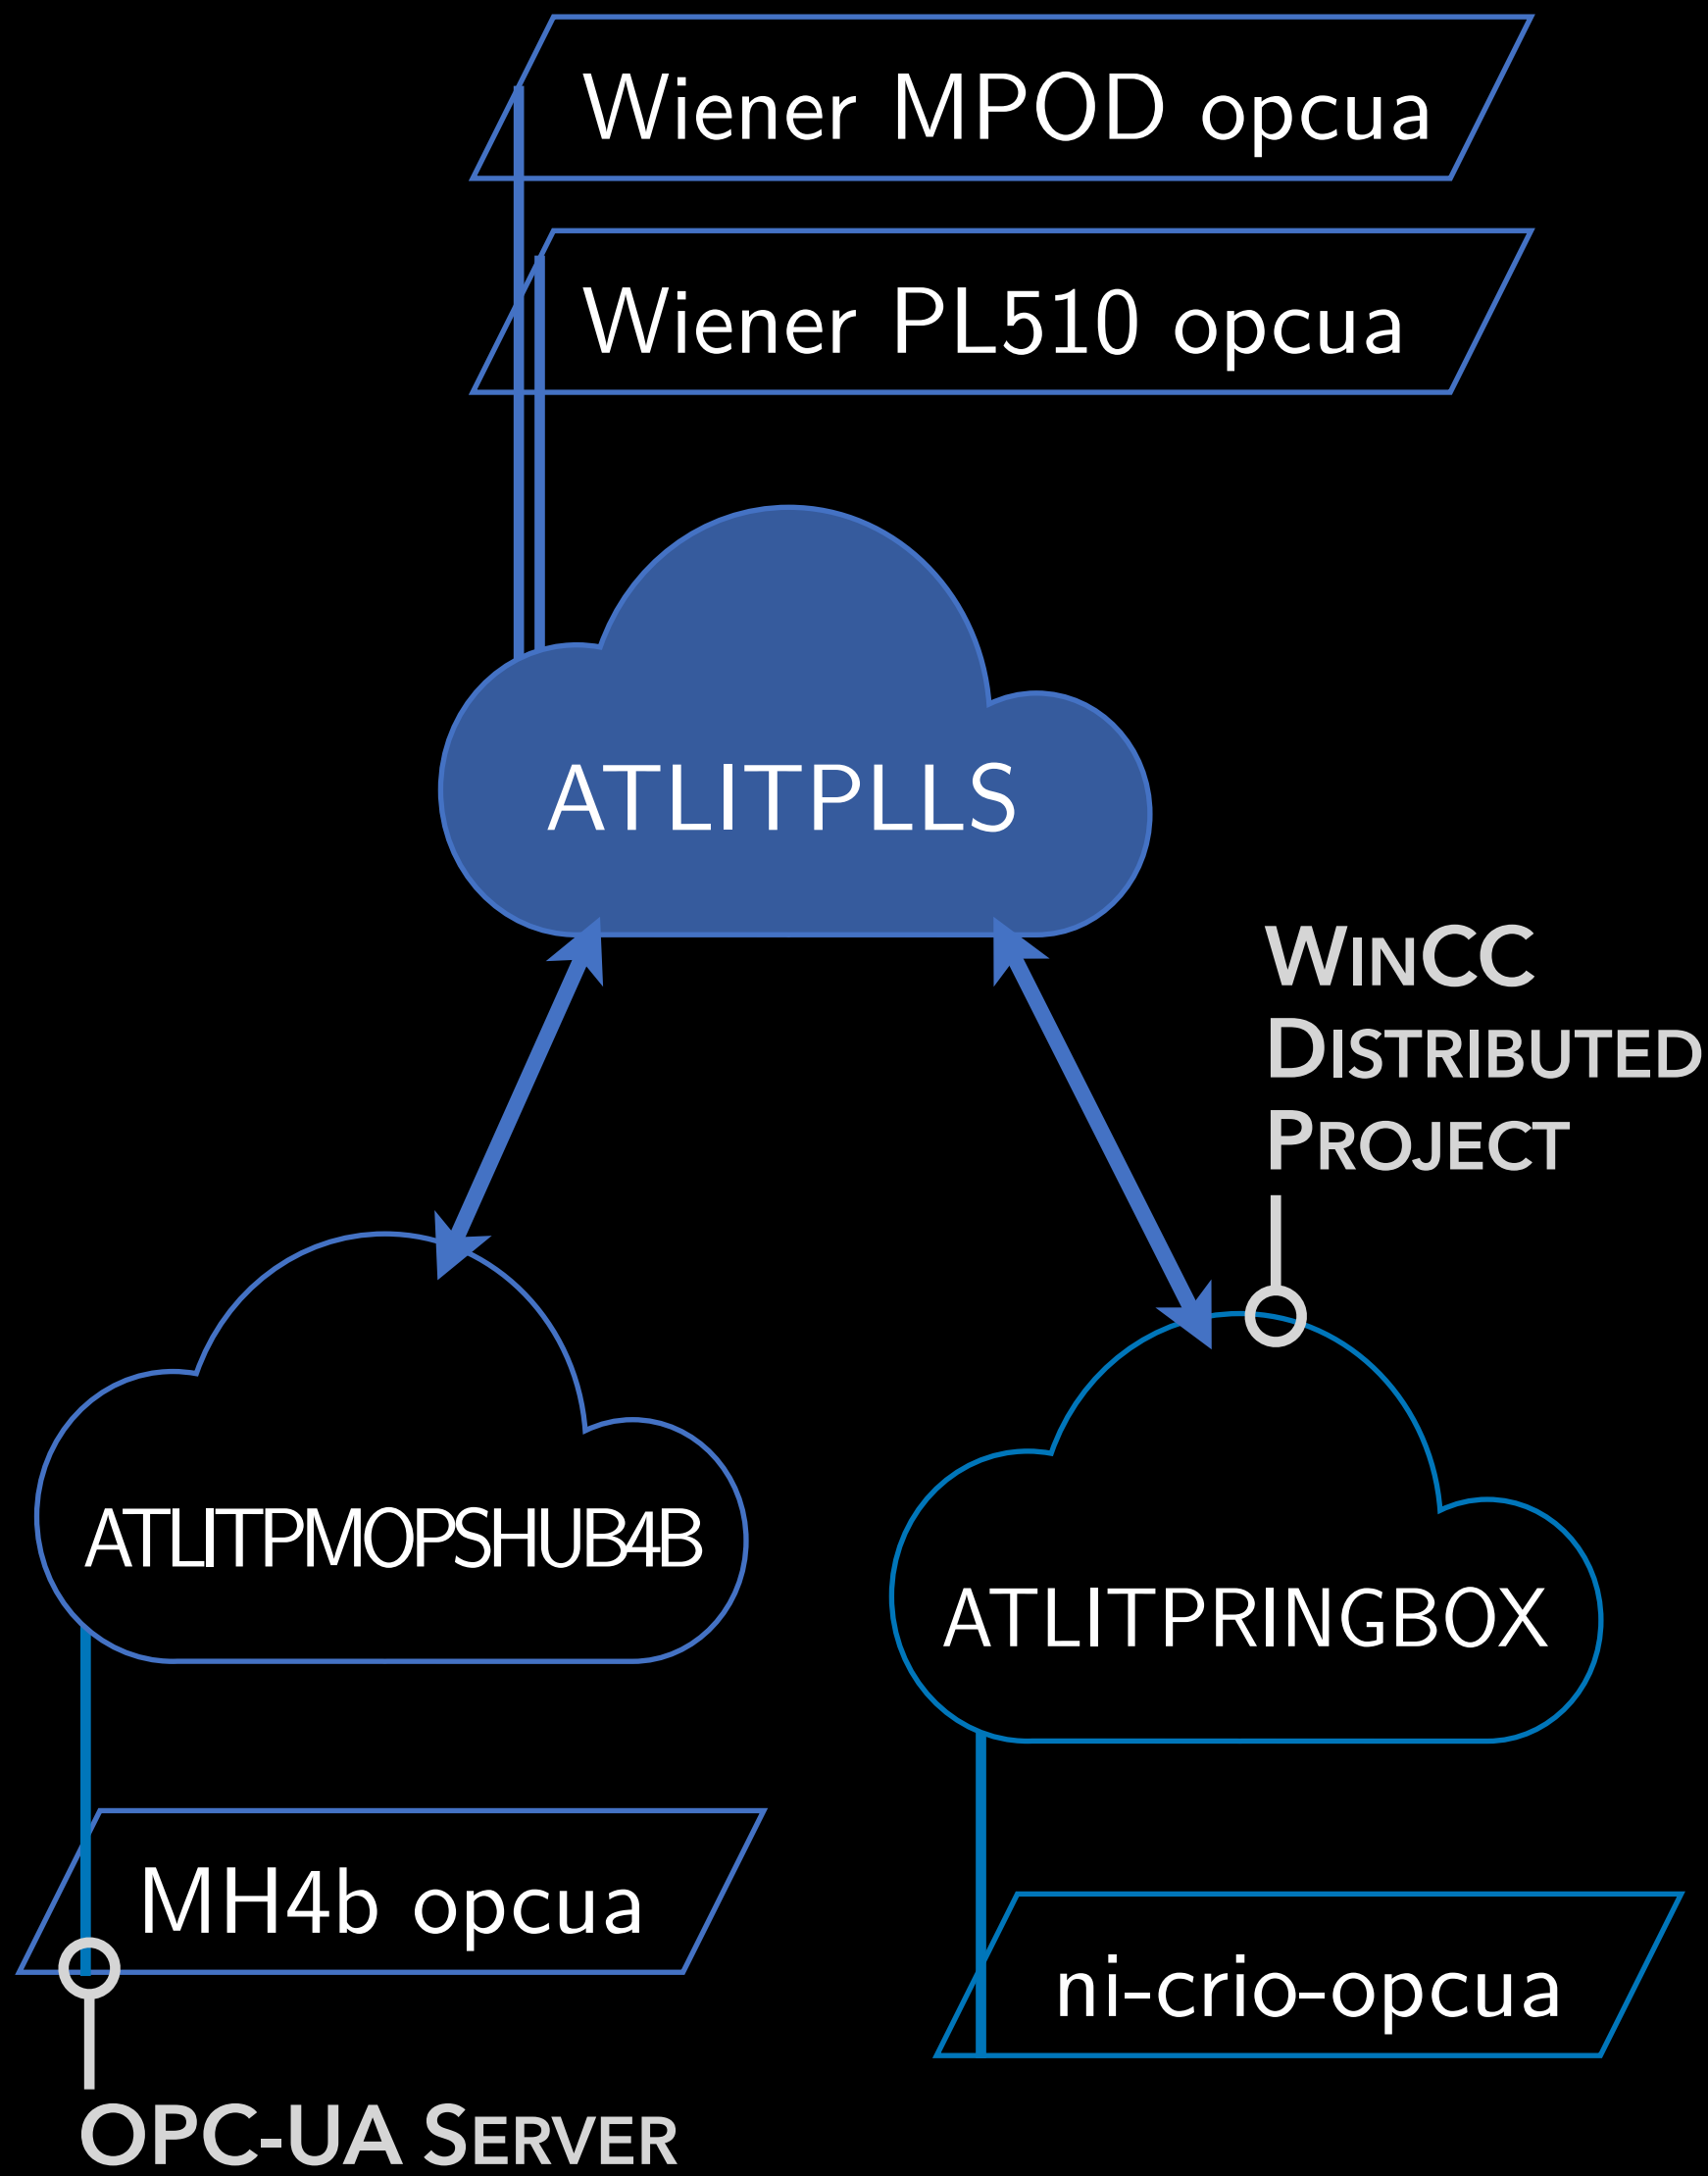 Wiener MPOD opcua
Wiener PL510 opcua
ATLITPLLS
WINCC
DISTRIBUTED
PROJECT
ATLITPMOPSHUB4B
ATLITPRINGBOX
MH4b opcua
ni-crio-opcua
OPC-UA SERVER